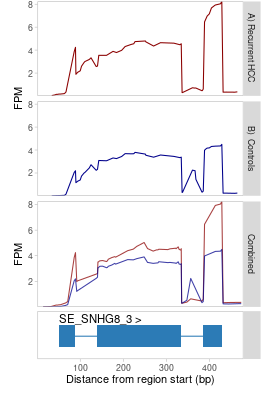 8
6
4
2
FPM
A) Recurrent HCC
8
6
4
2
FPM
B): Controls
8
6
4
2
FPM
Combined
SE_SNHG8_3 >
100 200 300 400
Distance from region start (bp)